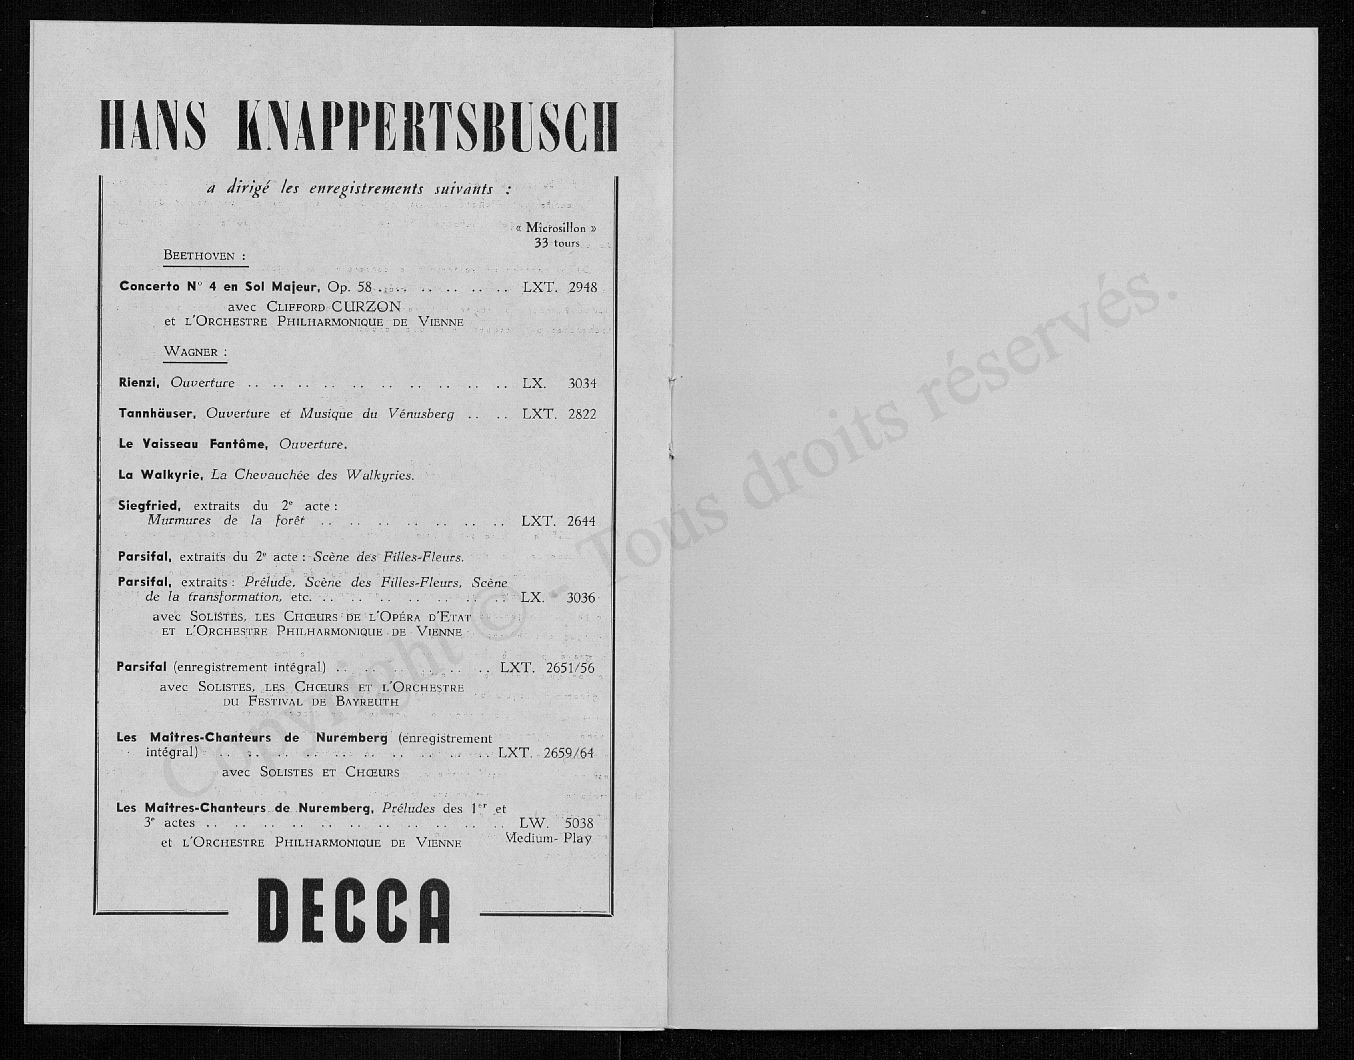 HANS KNAPPERTSBUSCH
a dirigé les enregistrements suivants :
« Microsillon »
33 tours
BEETHOVEN :
Concerto N° 4 en Sol Majeur, Op. 58 . . . . . . . LXT. 2948
avec CLIFFORD CURZON
et L'ORCHESTRE PHILHARMONIQUE DE VIENNE
WAGNER :
Rienzi, Ouverture . . . . . . . . . . . LX. 3034
Tannhäuser, Ouverture et Musique du Vénusberg . . . . LXT. 2822
Le Vaisseau Fantôme, Ouverture.
La Walkyrie, La Chevauchée des Walkyries.
Siegfried, extraits du 2e acte :
Murmures de la forêt . . . . . . . . LXT. 2644
Parsifal, extraits du 2e acte : Scène des Filles-Fleurs.
Parsifal, extraits : Prélude, Scène des Filles-Fleurs, Scène
de la transformation, etc. . . . . . . . . LX. 3036
avec SOLISTES, LES CHŒURS DE L'OPÉRA D'ETAT
ET L'ORCHESTRE PHILHARMONIQUE DE VIENNE
Parsifal (enregistrement intégral) . . . . . . . LXT. 2651/56
avec SOLISTES, LES CHŒURS ET L'ORCHESTRE
DU FESTIVAL DE BAYREUTH
Les Maîtres-Chanteurs de Nuremberg (enregistrement
intégral) . . . . . . . . . . . LXT. 2659/64
avec SOLISTES ET CHŒURS
Les Maîtres-Chanteurs de Nuremberg, Préludes des 1er et
3e actes . . . . . . . . . . . LW. 5038
et L'ORCHESTRE PHILHARMONIQUE DE VIENNE Medium-Play
DECCA
Copyright © - Tous droits réservés.